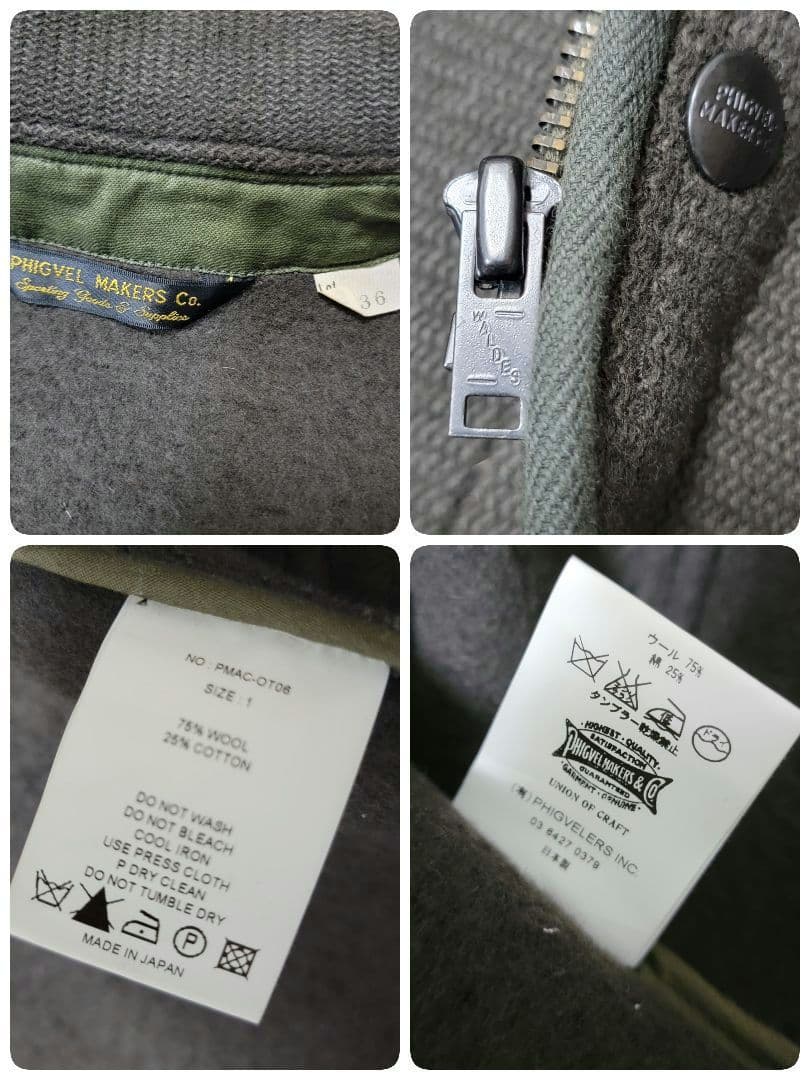 PHIGVEL MAKERS Co.
Sporting Goods & Supplies
Lot 36
PHIGVEL
MAKERS
WALDES
NO : PMAC-OT06
SIZE : 1
75% WOOL
25% COTTON
DO NOT WASH
DO NOT BLEACH
COOL IRON
USE PRESS CLOTH
P DRY CLEAN
DO NOT TUMBLE DRY
P
MADE IN JAPAN
ウール 75%
綿 25%
低
ドライ
タンブラー乾燥禁止
HIGHEST QUALITY
SATISFACTION
PHIGVEL MAKERS & Co
GUARANTEED
GARMENT GENUINE
UNION OF CRAFT
(有) PHIGVELERS INC.
03 6427 0378
日本製